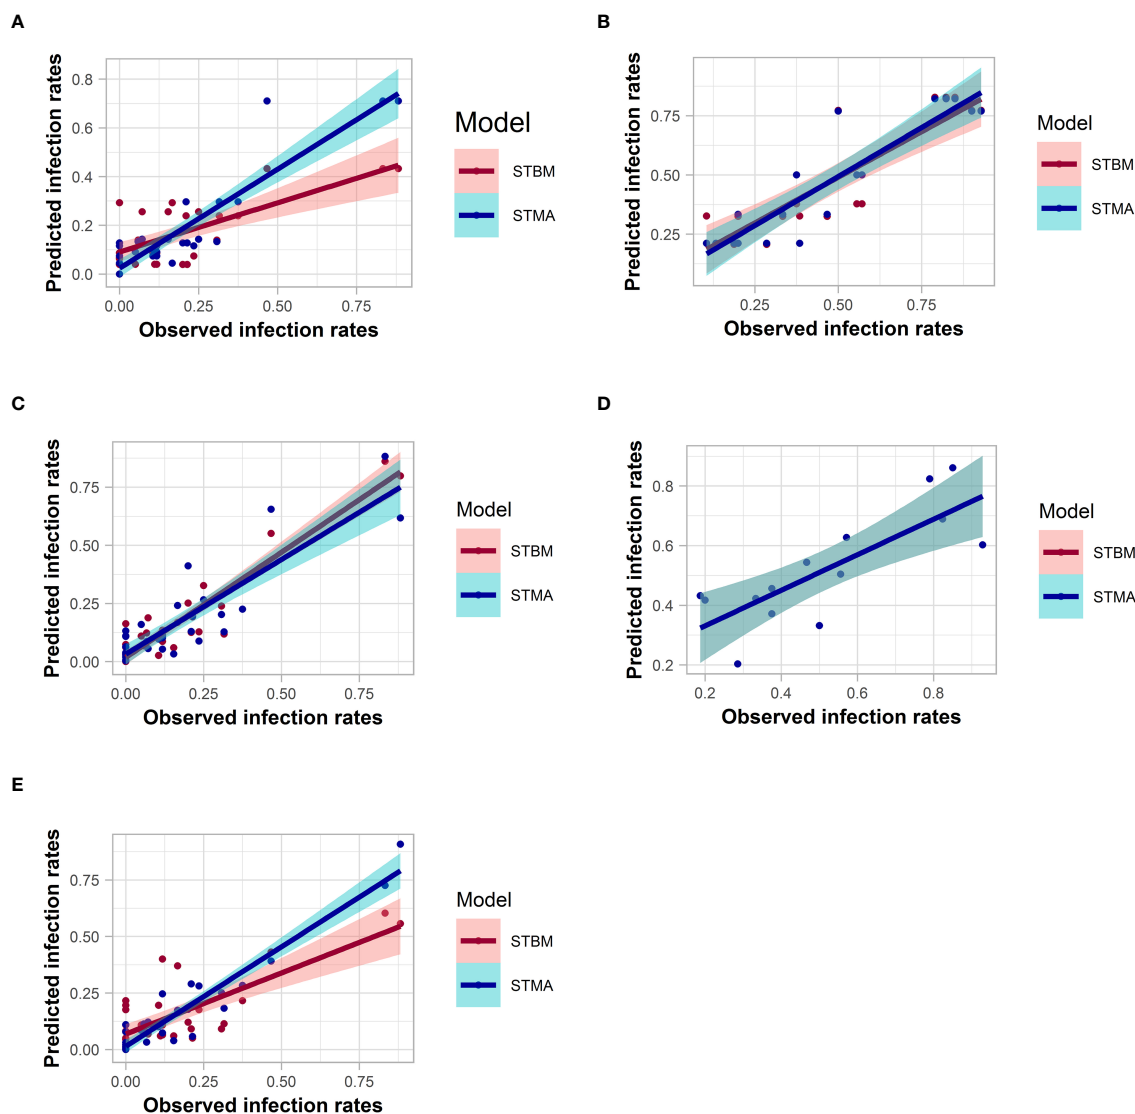 A
Predicted infection rates
0.8
0.6
0.4
0.2
0.0
0.00
0.25
0.50
0.75
Observed infection rates
Model
STBM
STMA
B
Predicted infection rates
0.75
0.50
0.25
0.25
0.50
0.75
Observed infection rates
Model
STBM
STMA
C
Predicted infection rates
0.75
0.50
0.25
0.00
0.00
0.25
0.50
0.75
Observed infection rates
Model
STBM
STMA
D
Predicted infection rates
0.8
0.6
0.4
0.2
0.2
0.4
0.6
0.8
Observed infection rates
Model
STBM
STMA
E
Predicted infection rates
0.75
0.50
0.25
0.00
0.00
0.25
0.50
0.75
Observed infection rates
Model
STBM
STMA